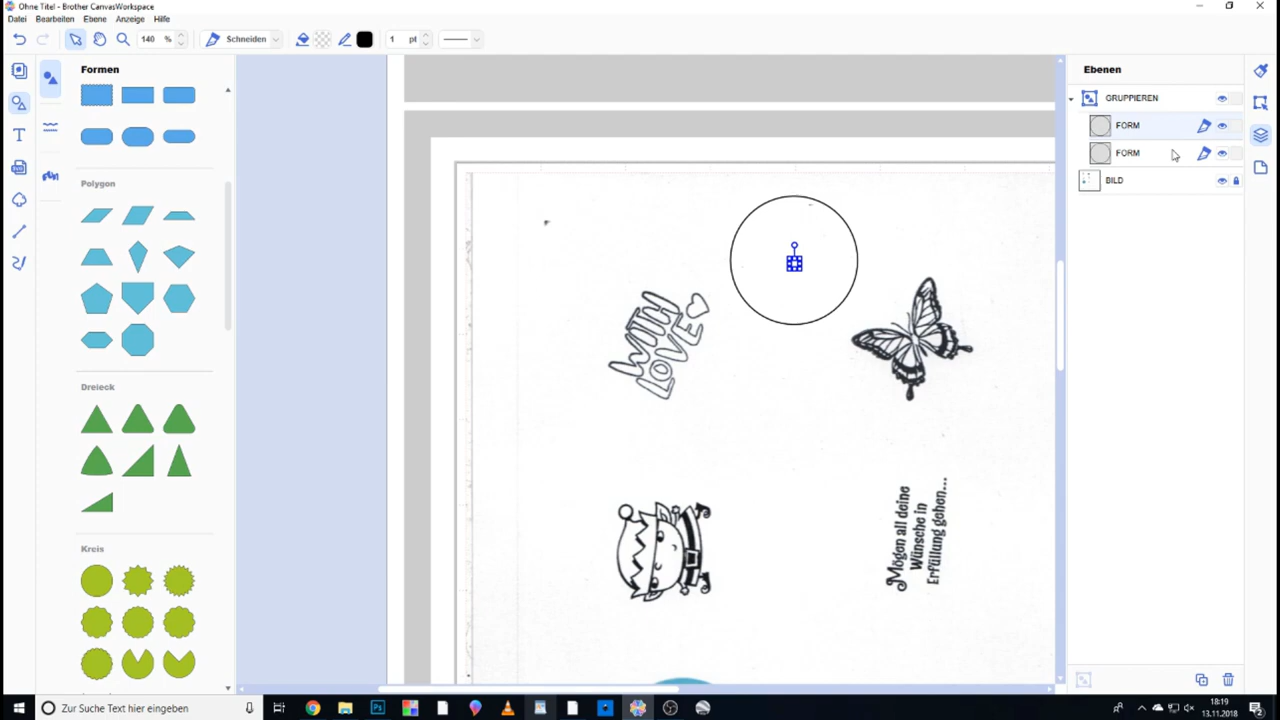 Ohne Titel - Brother CanvasWorkspace
Datei Bearbeiten Ebene Anzeige Hilfe
140 % Schneiden 1 pt
Formen
Polygon
Dreieck
Kreis
WITH
LOVE
Mögen all deine
Wünsche in
Erfüllung gehen...
Ebenen
GRUPPIEREN
FORM
FORM
BILD
Zur Suche Text hier eingeben
18:19
13.11.2018
2